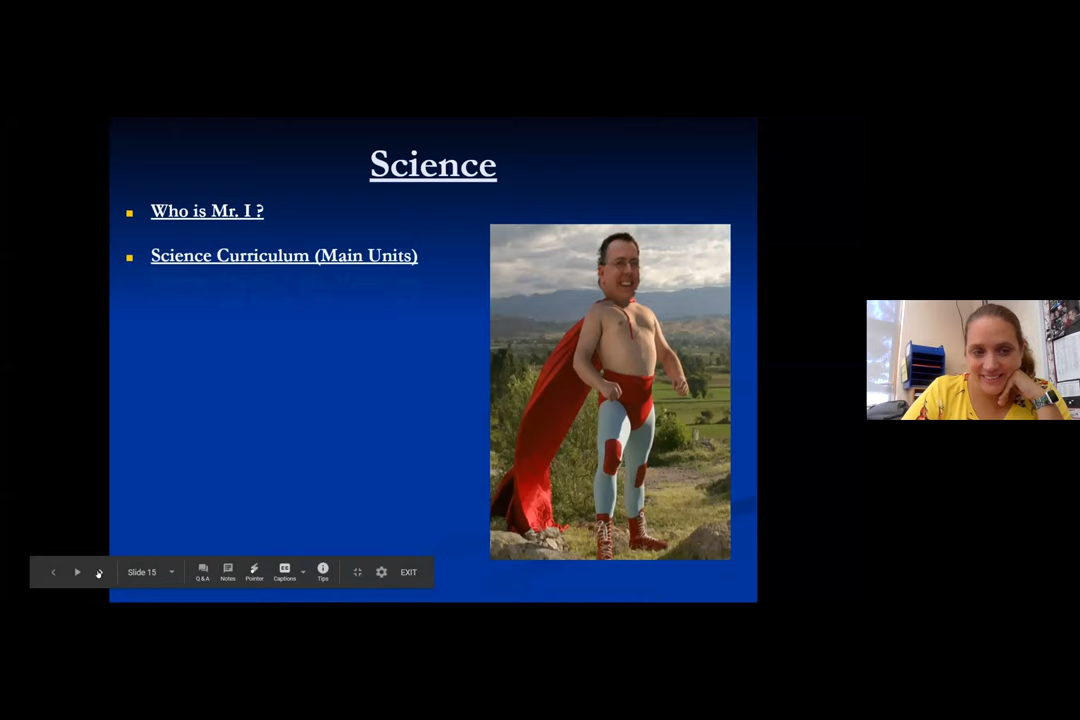 Science
Who is Mr. I ?
Science Curriculum (Main Units)
Slide 15
Q & A
Notes
Pointer
Captions
Tips
EXIT